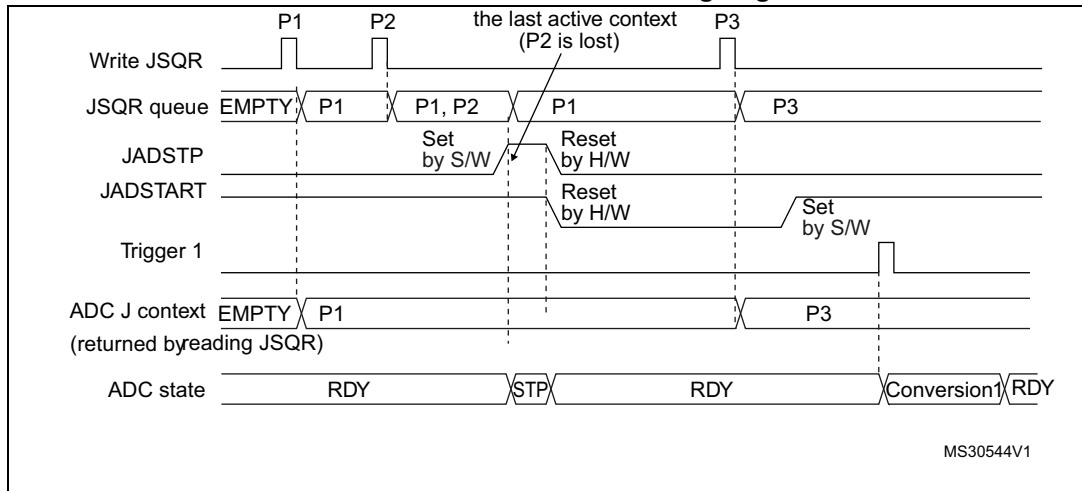 P1 P2 the last active context P3
(P2 is lost)
Write JSQR
JSQR queue EMPTY P1 P1, P2 P1 P3
Set Reset
JADSTP by S/W by H/W
JADSTART Reset Set
by H/W by S/W
Trigger 1
ADC J context EMPTY P1 P3
(returned byreading JSQR)
ADC state RDY STP RDY Conversion1 RDY
MS30544V1